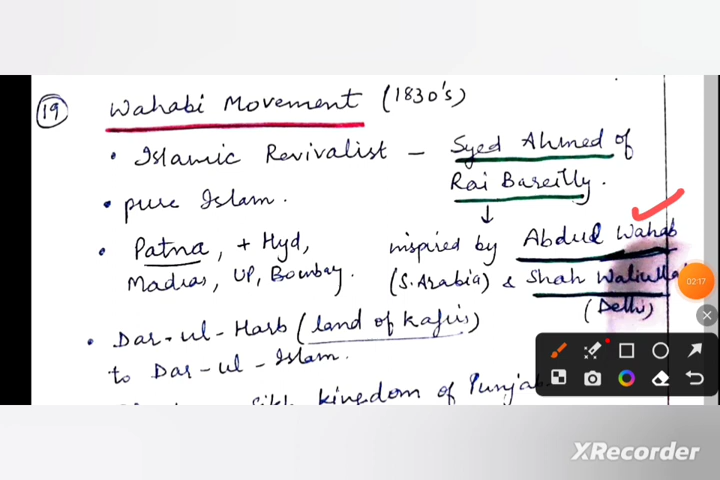 19 Wahabi Movement (1830's)
• Islamic Revivalist – Syed Ahmed of
Rai Bareilly.
• pure Islam.
• Patna, + Hyd,
Madras, UP, Bombay.
inspired by Abdul Wahab
(S. Arabia) & Shah Waliulla
(Delhi)
• Dar-ul-Harb (land of Kafirs)
to Dar-ul-Islam.
kingdom of Punjab
02:17
XRecorder